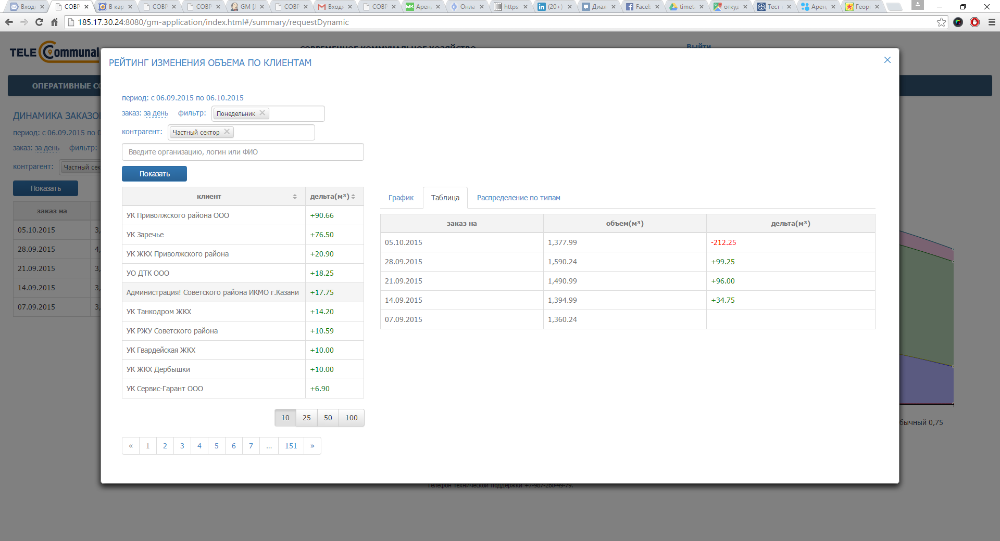 Входя
СОВР
В кар
СОВР
СОВР
GM [J
СОВР
Входя
СОВР
Арен
Онла
https:
(20+)
Диал
Faceb
timeta
откуд
Тест
Арен
Георг
185.17.30.24:8080/gm-application/index.html#/summary/requestDynamic
TELE Communal
СОВРЕМЕННОЕ КОММУНАЛЬНОЕ ХОЗЯЙСТВО
Выйти
ОПЕРАТИВНЫЕ СО
ДИНАМИКА ЗАКАЗО
период: с 06.09.2015 по 0
заказ: за день фильтр:
контрагент: Частный сек
Показать
заказ на
05.10.2015 3,
28.09.2015 4,
21.09.2015 3,
14.09.2015 3,
07.09.2015 3,
РЕЙТИНГ ИЗМЕНЕНИЯ ОБЪЕМА ПО КЛИЕНТАМ
период: с 06.09.2015 по 06.10.2015
заказ: за день фильтр: Понедельник
контрагент: Частный сектор
Введите организацию, логин или ФИО
Показать
клиент дельта(м³)
УК Приволжского района ООО +90.66
УК Заречье +76.50
УК ЖКХ Приволжского района +20.90
УО ДТК ООО +18.25
Администрация! Советского района ИКМО г.Казани +17.75
УК Танкодром ЖКХ +14.20
УК РЖУ Советского района +10.59
УК Гвардейская ЖКХ +10.00
УК ЖКХ Дербышки +10.00
УК Сервис-Гарант ООО +6.90
10 25 50 100
« 1 2 3 4 5 6 7 ... 151 »
График Таблица Распределение по типам
заказ на объем(м³) дельта(м³)
05.10.2015 1,377.99 -212.25
28.09.2015 1,590.24 +99.25
21.09.2015 1,490.99 +96.00
14.09.2015 1,394.99 +34.75
07.09.2015 1,360.24
бычный 0,75
Телефон технической поддержки +7-987-260-49-79.